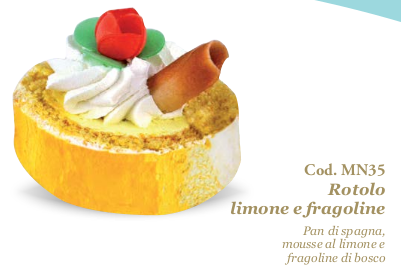 Cod. MN35
Rotolo
limone e fragoline
Pan di spagna,
mousse al limone e
fragoline di bosco